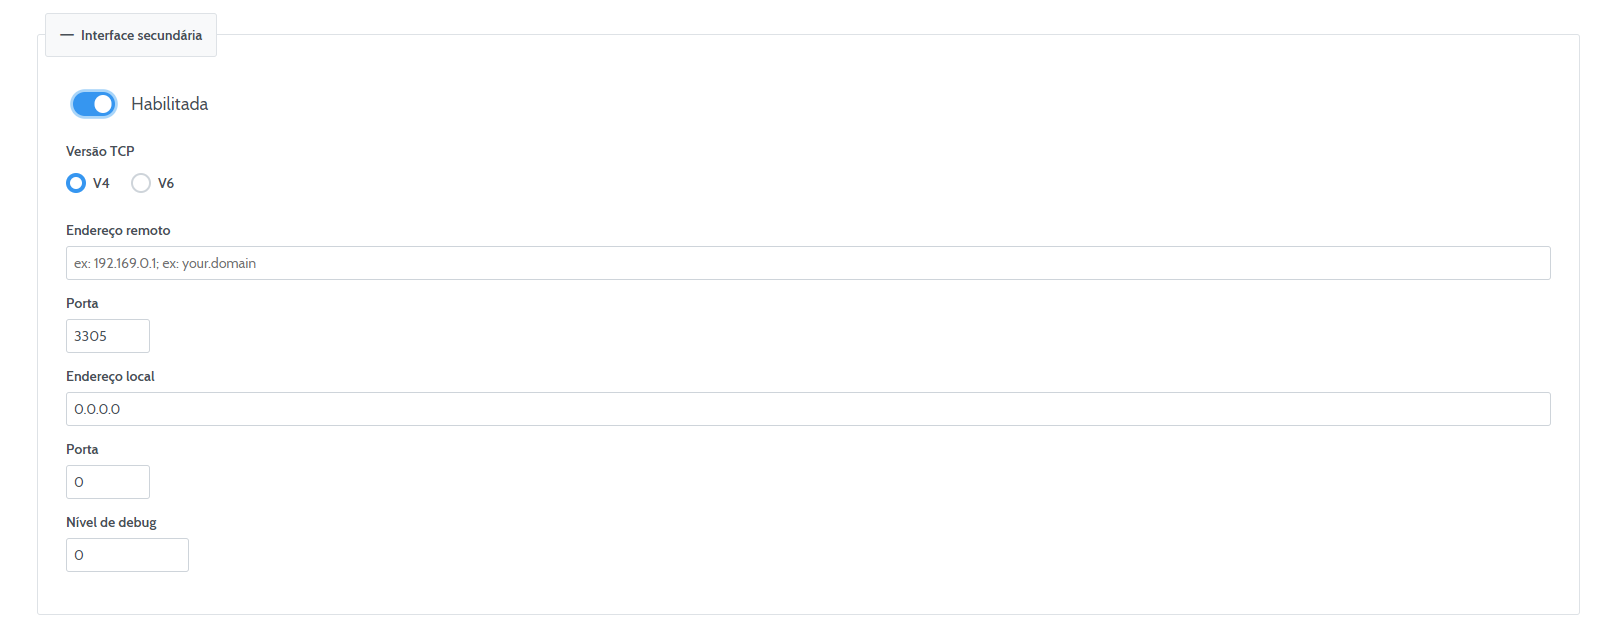 Interface secundária
Habilitada
Versão TCP
V4 V6
Endereço remoto
ex: 192.169.0.1; ex: your.domain
Porta
3305
Endereço local
0.0.0.0
Porta
0
Nível de debug
0